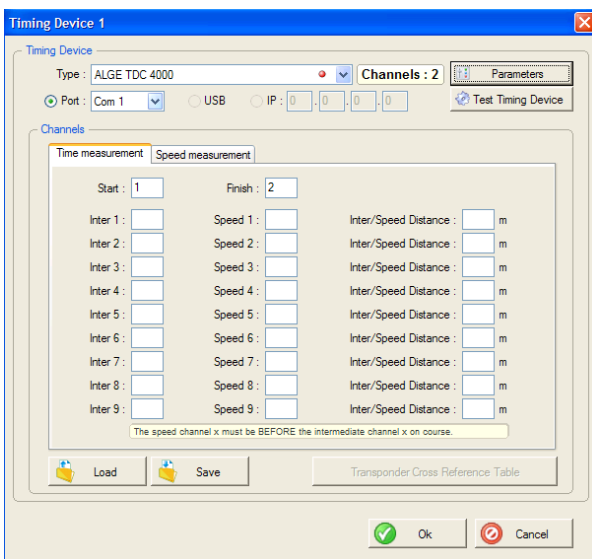 Timing Device 1
Timing Device
Type : ALGE TDC 4000 Channels : 2 Parameters
Port : Com 1 USB IP : 0 . 0 . 0 . 0 Test Timing Device
Channels
Time measurement Speed measurement
Start : 1 Finish : 2
Inter 1 : Speed 1 : Inter/Speed Distance : m
Inter 2 : Speed 2 : Inter/Speed Distance : m
Inter 3 : Speed 3 : Inter/Speed Distance : m
Inter 4 : Speed 4 : Inter/Speed Distance : m
Inter 5 : Speed 5 : Inter/Speed Distance : m
Inter 6 : Speed 6 : Inter/Speed Distance : m
Inter 7 : Speed 7 : Inter/Speed Distance : m
Inter 8 : Speed 8 : Inter/Speed Distance : m
Inter 9 : Speed 9 : Inter/Speed Distance : m
The speed channel x must be BEFORE the intermediate channel x on course.
Load Save Transponder Cross Reference Table
Ok Cancel